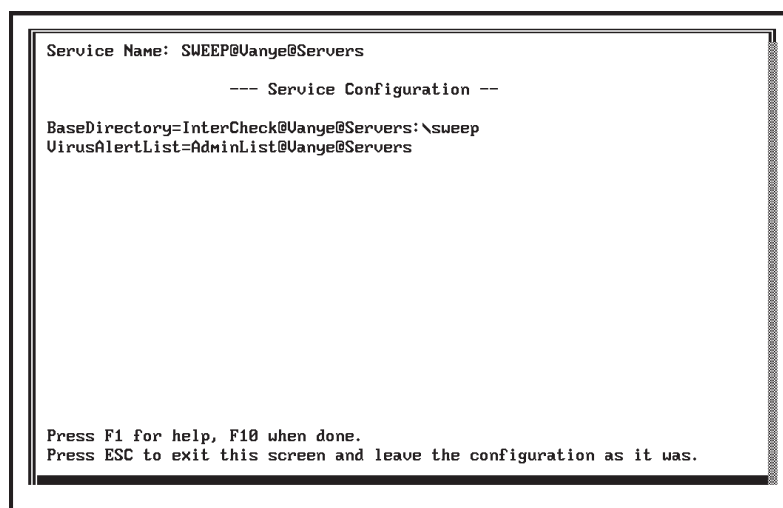 Service Name: SWEEP@Vanye@Servers
--- Service Configuration --
BaseDirectory=InterCheck@Vanye@Servers:\sweep
VirusAlertList=AdminList@Vanye@Servers
Press F1 for help, F10 when done.
Press ESC to exit this screen and leave the configuration as it was.